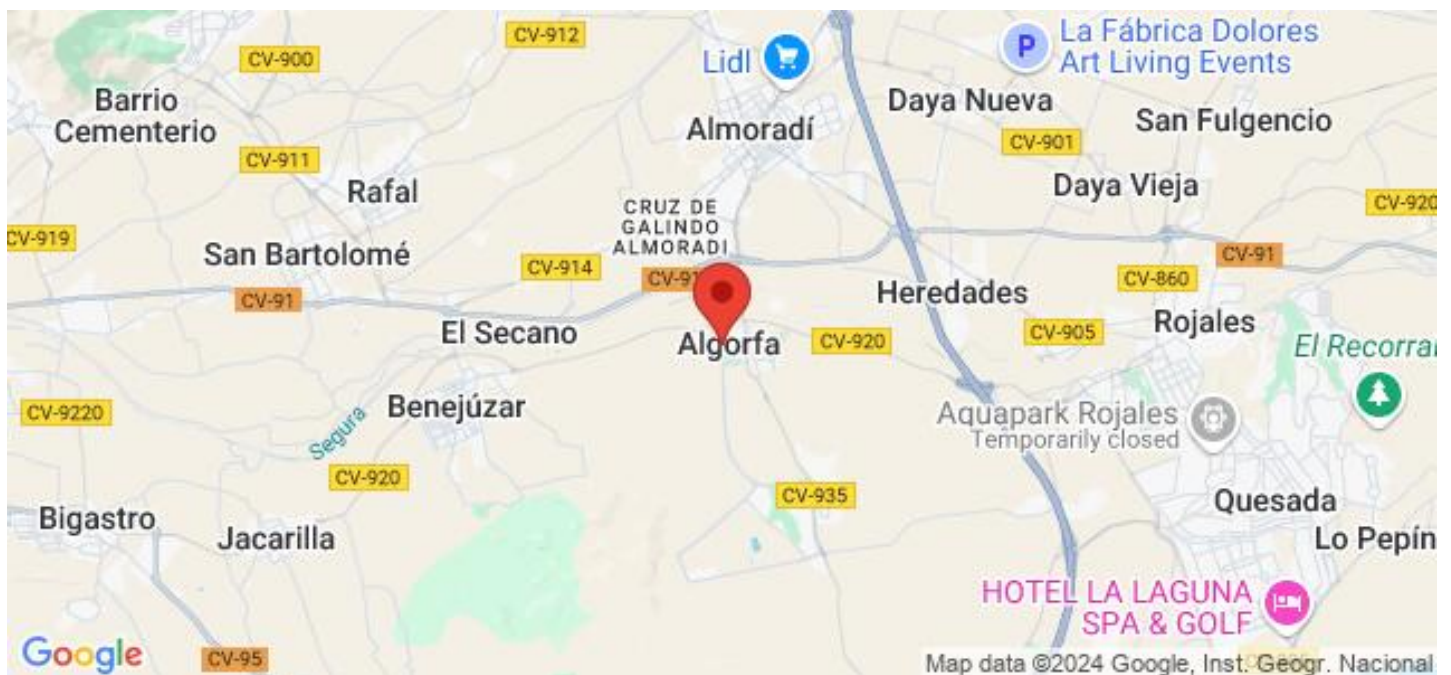 CV-912
CV-900
La Fábrica Dolores
Art Living Events
P
Lidl
Barrio
Cementerio
Daya Nueva
San Fulgencio
Almoradí
CV-901
CV-911
Rafal
Daya Vieja
CV-920
CRUZ DE
GALINDO
ALMORADI
CV-919
San Bartolomé
CV-914
CV-91
CV-91
CV-860
CV-91
Heredades
El Secano
Algorfa
CV-920
CV-905
Rojales
El Recorral
Benejúzar
CV-9220
Segura
Aquapark Rojales
Temporarily closed
CV-920
CV-935
Quesada
Bigastro
Jacarilla
Lo Pepín
HOTEL LA LAGUNA
SPA & GOLF
Google
CV-95
Map data ©2024 Google, Inst. Geogr. Nacional